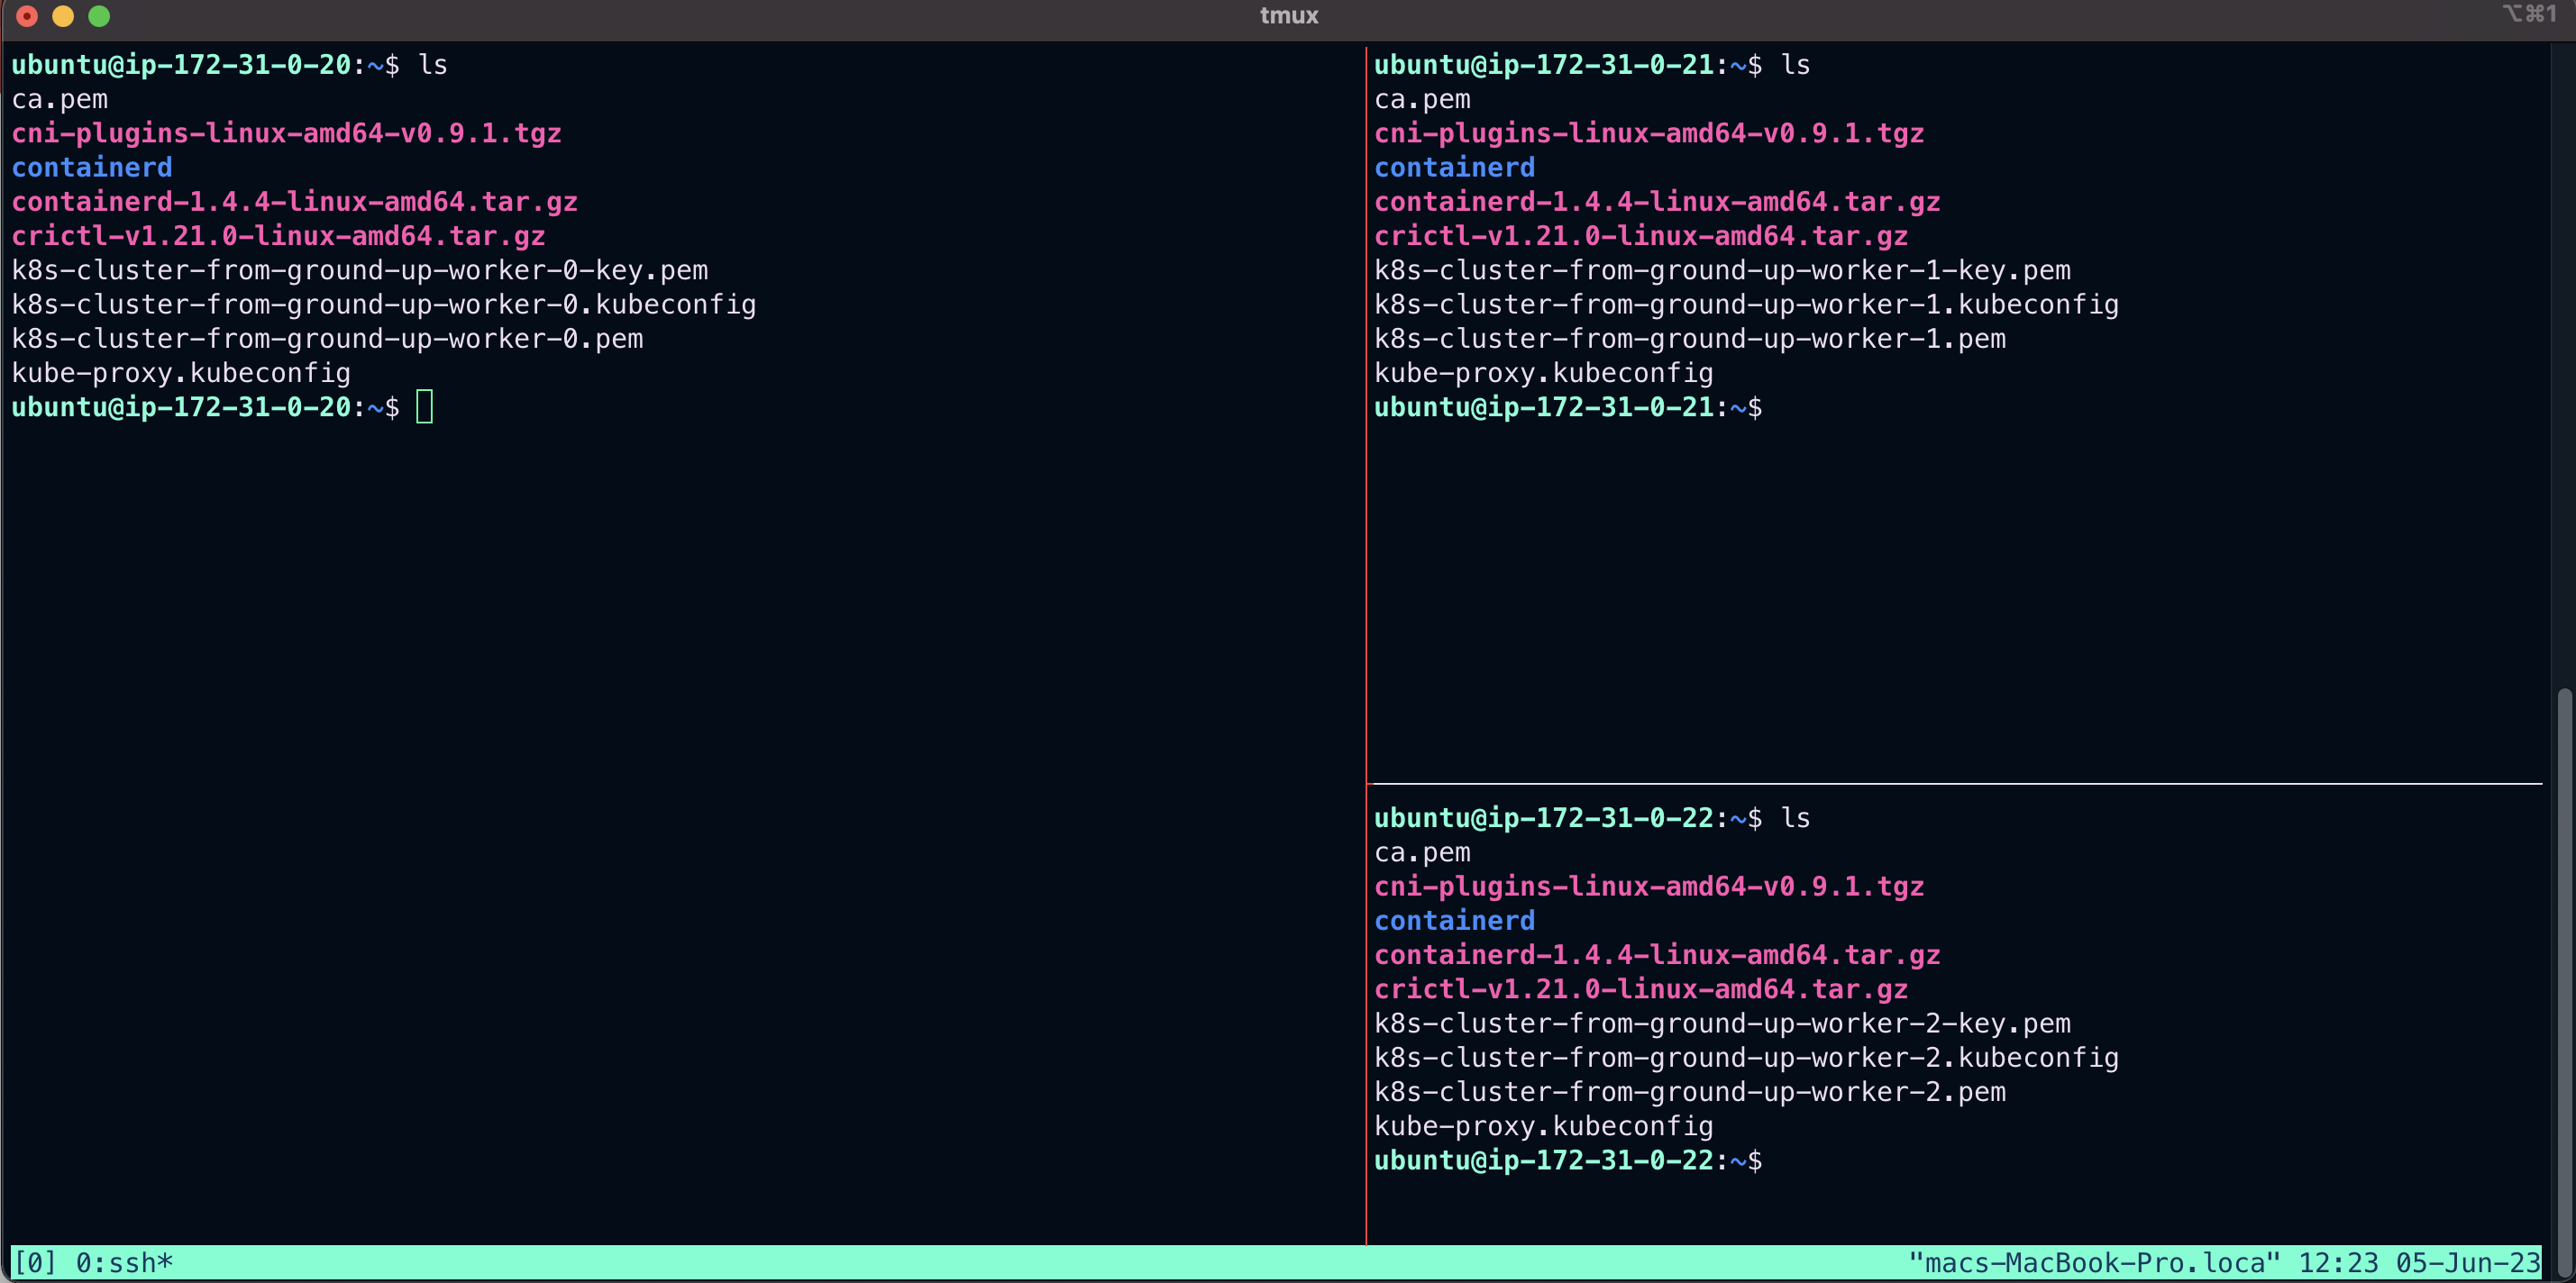 tmux
⌥⌘1
ubuntu@ip-172-31-0-20:~$ ls
ca.pem
cni-plugins-linux-amd64-v0.9.1.tgz
containerd
containerd-1.4.4-linux-amd64.tar.gz
crictl-v1.21.0-linux-amd64.tar.gz
k8s-cluster-from-ground-up-worker-0-key.pem
k8s-cluster-from-ground-up-worker-0.kubeconfig
k8s-cluster-from-ground-up-worker-0.pem
kube-proxy.kubeconfig
ubuntu@ip-172-31-0-20:~$
ubuntu@ip-172-31-0-21:~$ ls
ca.pem
cni-plugins-linux-amd64-v0.9.1.tgz
containerd
containerd-1.4.4-linux-amd64.tar.gz
crictl-v1.21.0-linux-amd64.tar.gz
k8s-cluster-from-ground-up-worker-1-key.pem
k8s-cluster-from-ground-up-worker-1.kubeconfig
k8s-cluster-from-ground-up-worker-1.pem
kube-proxy.kubeconfig
ubuntu@ip-172-31-0-21:~$
ubuntu@ip-172-31-0-22:~$ ls
ca.pem
cni-plugins-linux-amd64-v0.9.1.tgz
containerd
containerd-1.4.4-linux-amd64.tar.gz
crictl-v1.21.0-linux-amd64.tar.gz
k8s-cluster-from-ground-up-worker-2-key.pem
k8s-cluster-from-ground-up-worker-2.kubeconfig
k8s-cluster-from-ground-up-worker-2.pem
kube-proxy.kubeconfig
ubuntu@ip-172-31-0-22:~$
[0] 0:ssh* "macs-MacBook-Pro.loca" 12:23 05-Jun-23